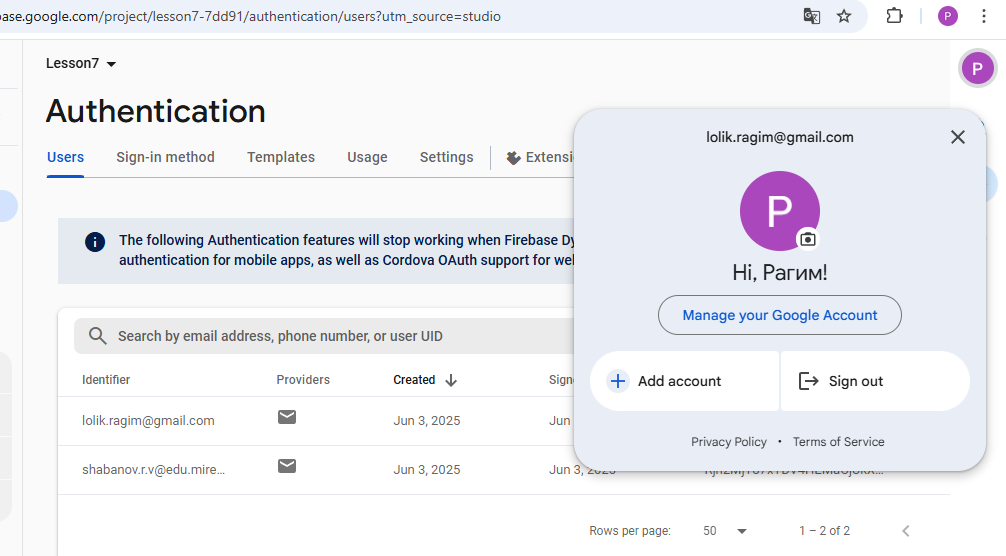 base.google.com/project/lesson7-7dd91/authentication/users?utm_source=studio
P
Lesson7
P
Authentication
Users Sign-in method Templates Usage Settings
lolik.ragim@gmail.com
P
Hi, Рагим!
Manage your Google Account
Add account Sign out
Privacy Policy • Terms of Service
The following Authentication features will stop working when Firebase
authentication for mobile apps, as well as Cordova OAuth support for
Search by email address, phone number, or user UID
Identifier Providers Created
lolik.ragim@gmail.com Jun 3, 2025 Jun
shabanov.r.v@edu.mire... Jun 3, 2025 Jun 3, 2025
Rows per page: 50 1 – 2 of 2